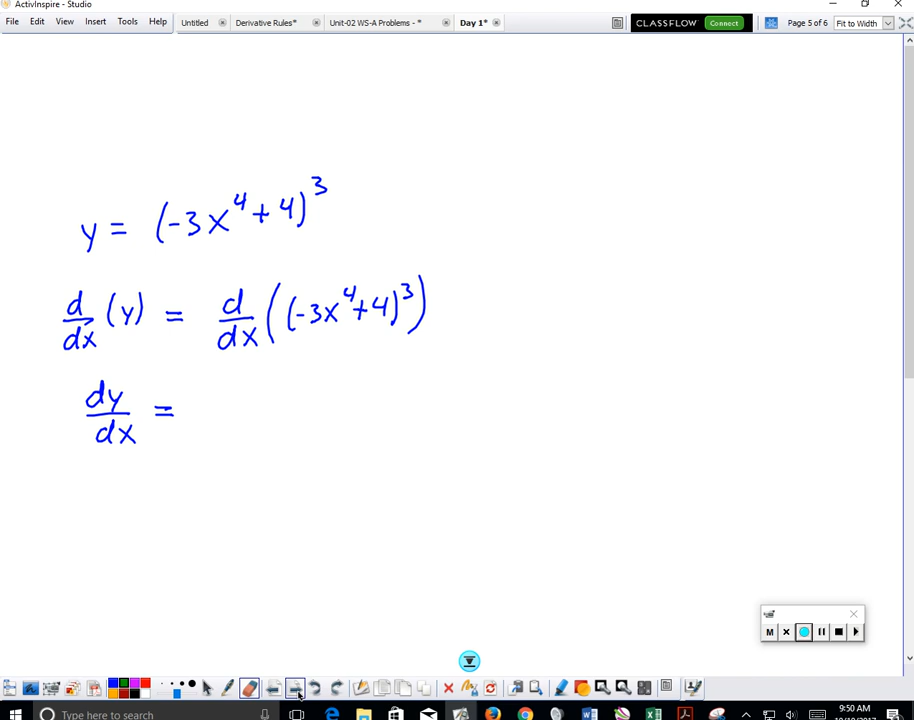 ActivInspire - Studio
File Edit View Insert Tools Help Untitled Derivative Rules* Unit-02 WS-A Problems - * Day 1* CLASSFLOW Connect Page 5 of 6 Fit to Width
y = (-3x⁴+4)³
d/dx (y) = d/dx ((-3x⁴+4)³)
dy/dx =
M
Type here to search 9:50 AM